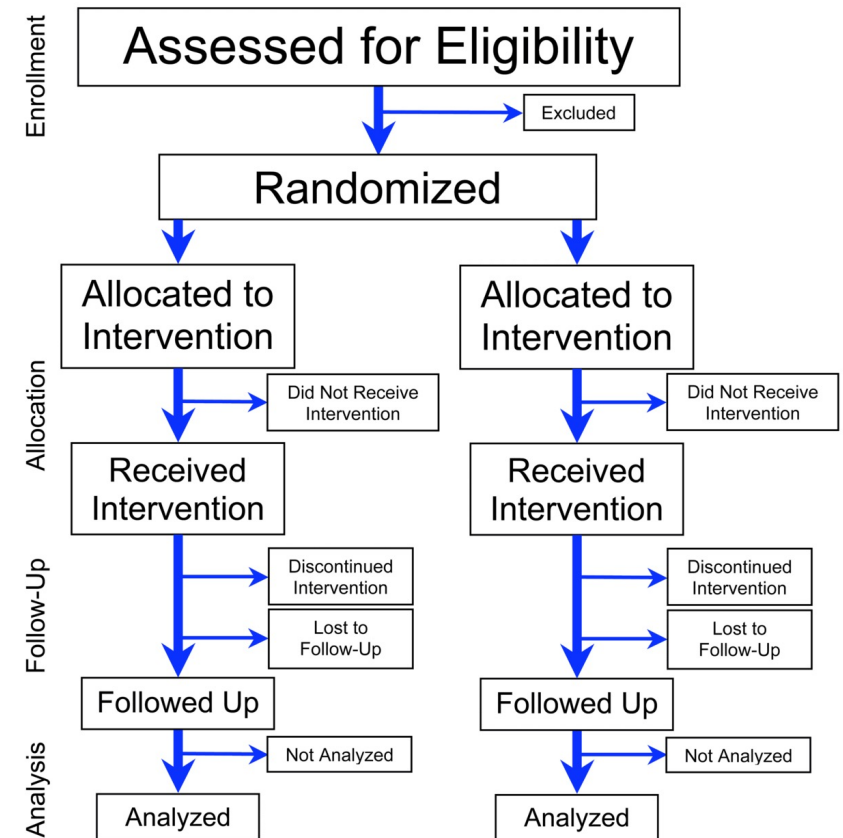 Enrollment
Assessed for Eligibility
Excluded
Randomized
Allocated to
Intervention
Allocated to
Intervention
Allocation
Did Not Receive
Intervention
Did Not Receive
Intervention
Received
Intervention
Received
Intervention
Follow-Up
Discontinued
Intervention
Discontinued
Intervention
Lost to
Follow-Up
Lost to
Follow-Up
Followed Up
Followed Up
Analysis
Not Analyzed
Not Analyzed
Analyzed
Analyzed